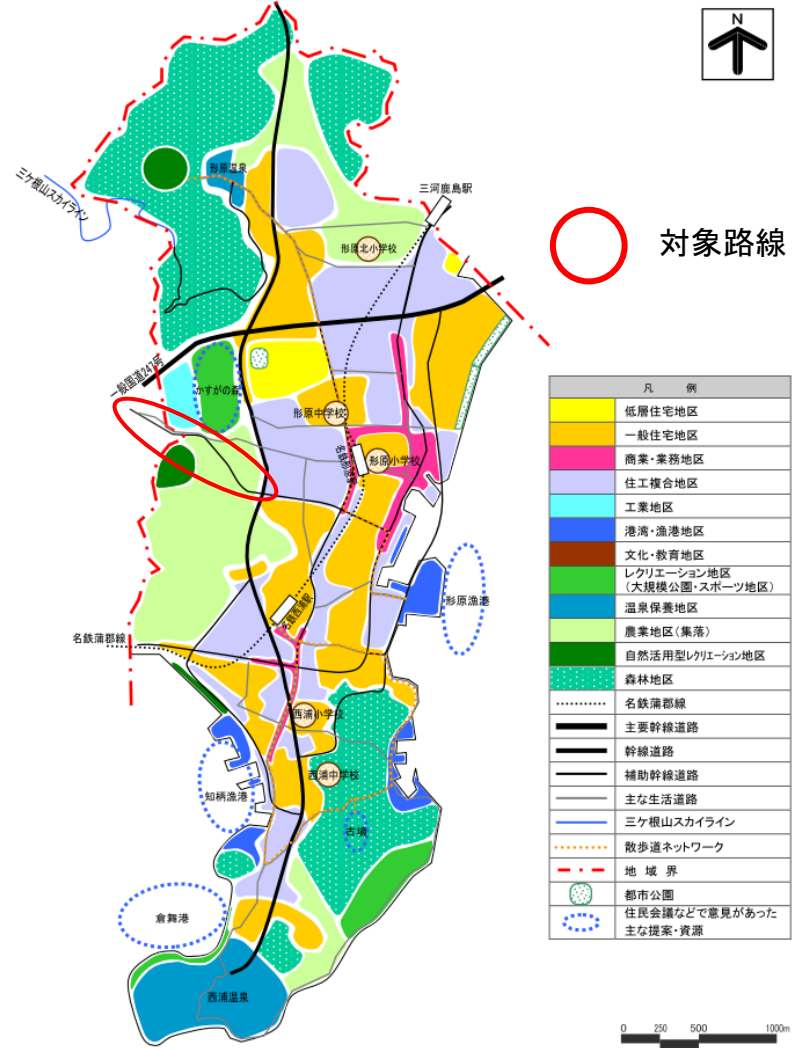 N
三ケ根山スカイライン
形原温泉
三河鹿島駅
対象路線
形原北小学校
一般国道247号
かすがの森
形原中学校
名鉄形原駅
形原小学校
形原漁港
名鉄西浦駅
名鉄蒲郡線
西浦小学校
西浦中学校
知柄漁港
古墳
倉舞港
西浦温泉
凡 例
低層住宅地区
一般住宅地区
商業・業務地区
住工複合地区
工業地区
港湾・漁港地区
文化・教育地区
レクリエーション地区
(大規模公園・スポーツ地区)
温泉保養地区
農業地区(集落)
自然活用型レクリエーション地区
森林地区
名鉄蒲郡線
主要幹線道路
幹線道路
補助幹線道路
主な生活道路
三ケ根山スカイライン
散歩道ネットワーク
地 域 界
都市公園
住民会議などで意見があった
主な提案・資源
0 250 500 1000m